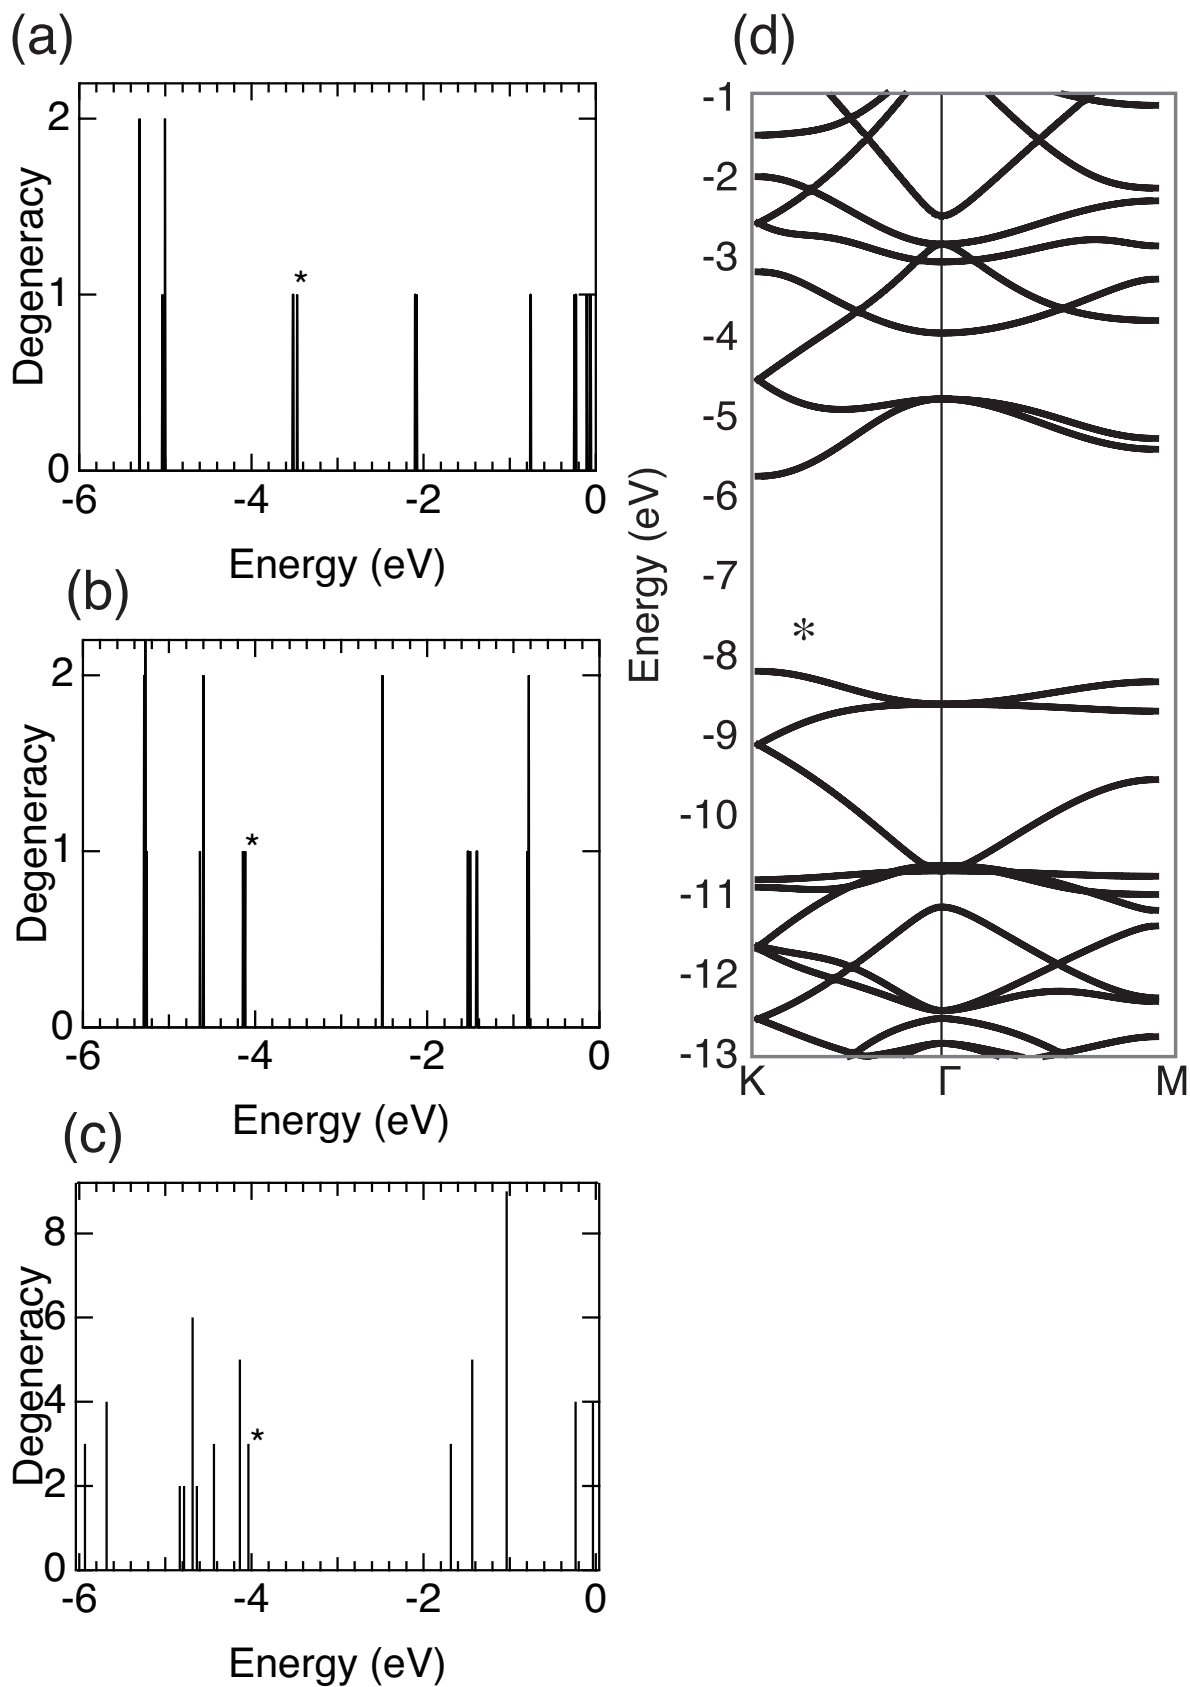 (a)
Degeneracy
2
1
0
*
-6 -4 -2 0
Energy (eV)
(b)
Degeneracy
2
1
0
*
-6 -4 -2 0
Energy (eV)
(c)
Degeneracy
8
6
4
2
0
*
-6 -4 -2 0
Energy (eV)
(d)
Energy (eV)
-1
-2
-3
-4
-5
-6
-7
*
-8
-9
-10
-11
-12
-13
K Γ M